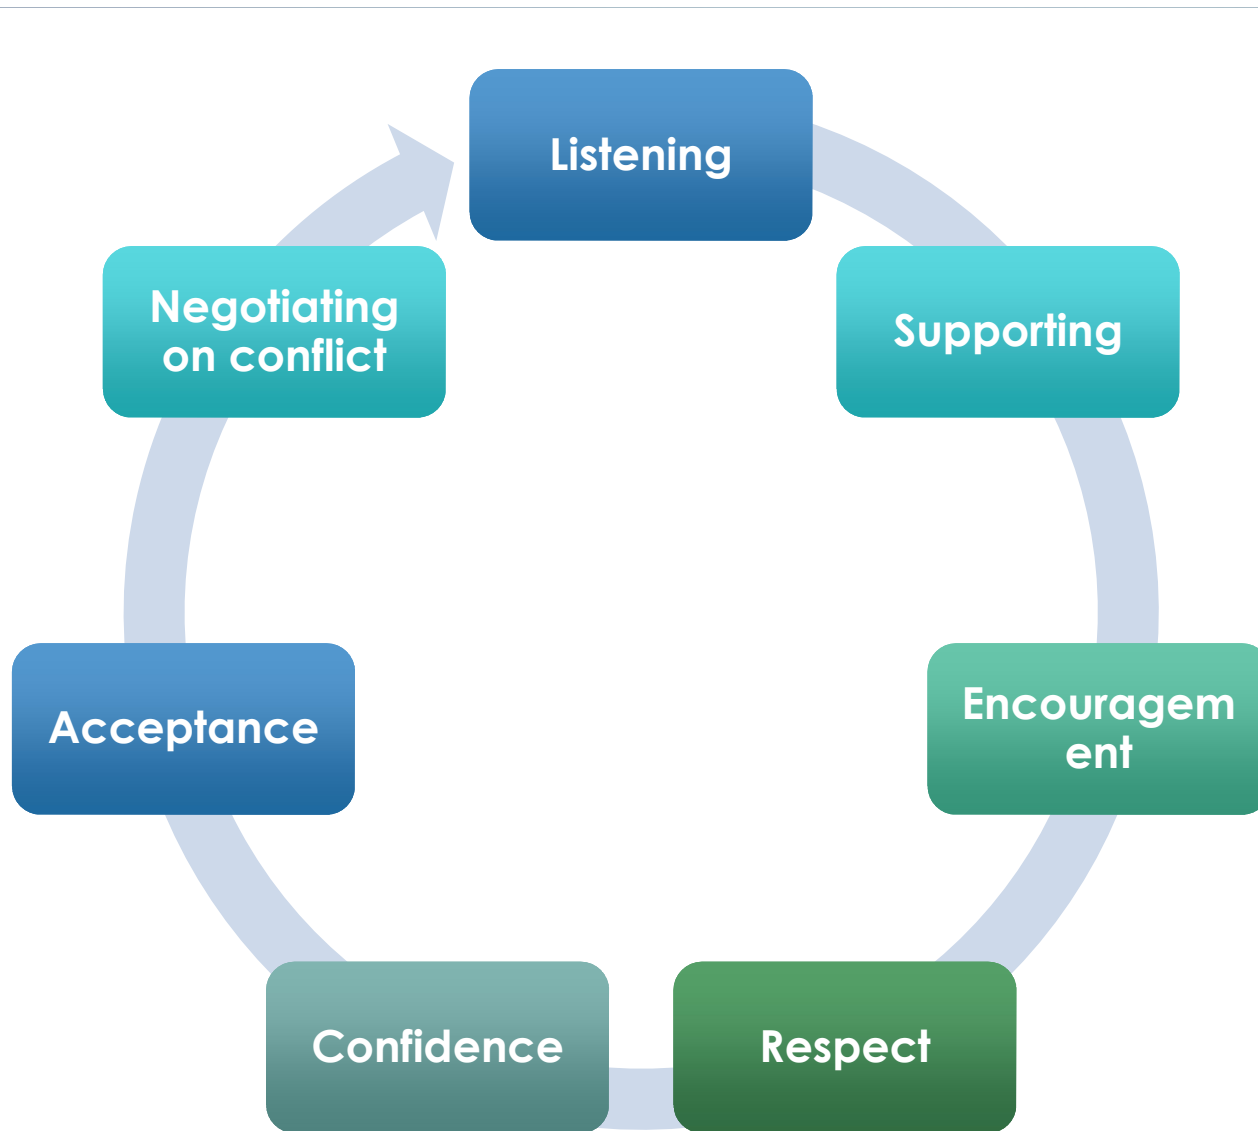 Listening
Supporting
Encouragem
ent
Respect
Confidence
Acceptance
Negotiating
on conflict